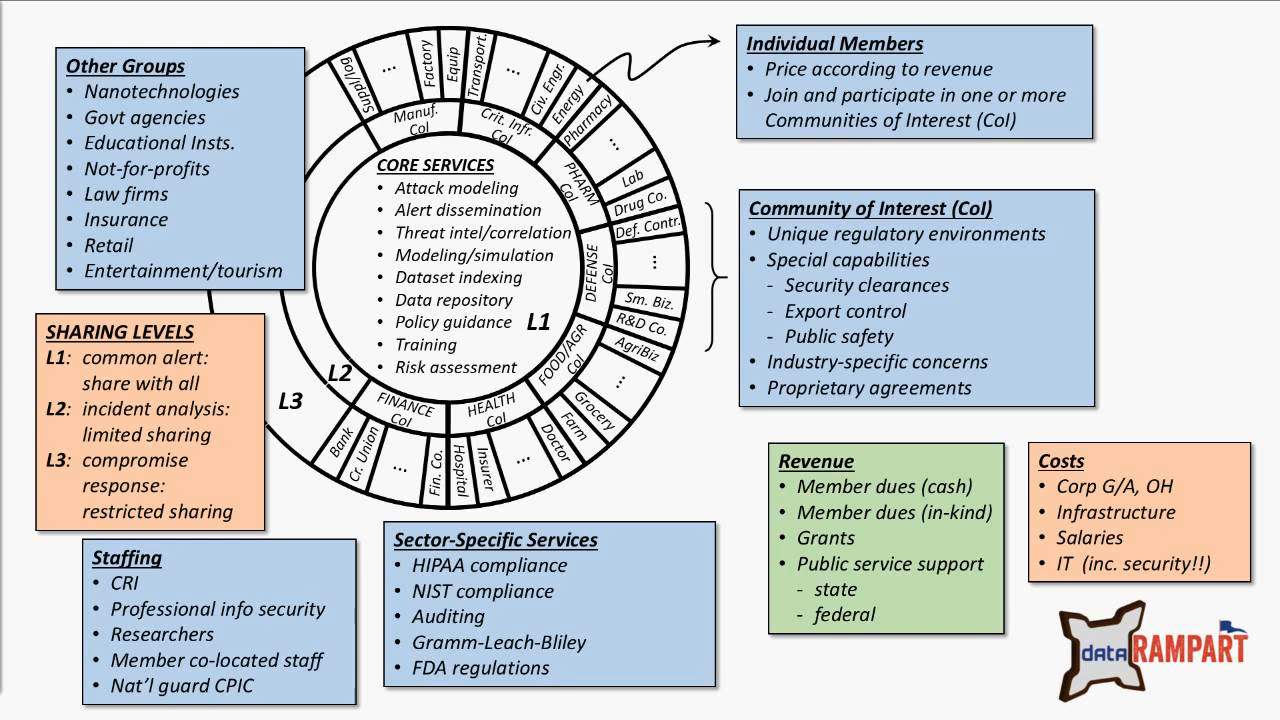 Other Groups
• Nanotechnologies
• Govt agencies
• Educational Insts.
• Not-for-profits
• Law firms
• Insurance
• Retail
• Entertainment/tourism
SHARING LEVELS
L1: common alert:
share with all
L2: incident analysis:
limited sharing
L3: compromise
response:
restricted sharing
Staffing
• CRI
• Professional info security
• Researchers
• Member co-located staff
• Nat'l guard CPIC
Suppl/log
...
Factory
Equip
Transport.
...
Civ. Engr.
Energy
Pharmacy
...
Lab
Drug Co.
Def. Contr.
...
Sm. Biz.
R&D Co.
AgriBiz
...
Grocery
Farm
Doctor
...
Insurer
Hospital
Fin. Co.
...
Cr. Union
Bank
Manuf.
CoI
Crit. Infr.
CoI
PHARM
CoI
DEFENSE
CoI
FOOD/AGR
CoI
HEALTH
CoI
FINANCE
CoI
CORE SERVICES
• Attack modeling
• Alert dissemination
• Threat intel/correlation
• Modeling/simulation
• Dataset indexing
• Data repository
• Policy guidance
• Training
• Risk assessment
L1
L2
L3
Sector-Specific Services
• HIPAA compliance
• NIST compliance
• Auditing
• Gramm-Leach-Bliley
• FDA regulations
Individual Members
• Price according to revenue
• Join and participate in one or more
Communities of Interest (CoI)
Community of Interest (CoI)
• Unique regulatory environments
• Special capabilities
- Security clearances
- Export control
- Public safety
• Industry-specific concerns
• Proprietary agreements
Revenue
• Member dues (cash)
• Member dues (in-kind)
• Grants
• Public service support
- state
- federal
Costs
• Corp G/A, OH
• Infrastructure
• Salaries
• IT (inc. security!!)
dataRAMPART